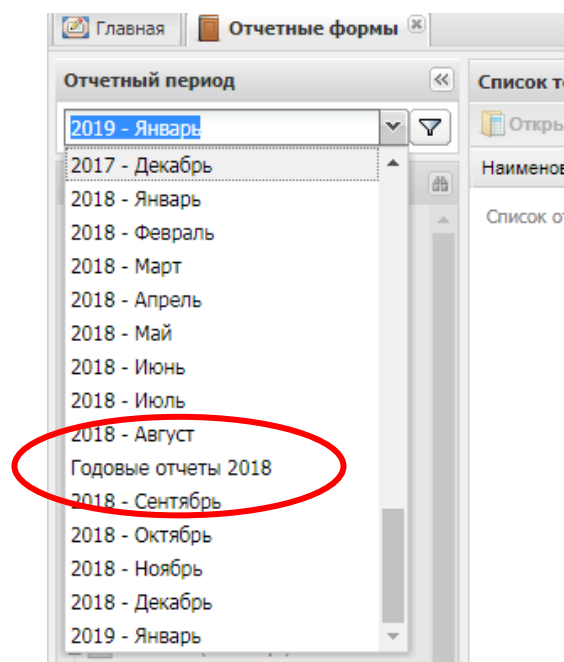 Главная Отчетные формы
Отчетный период Список
2019 - Январь
2017 - Декабрь Наименов
2018 - Январь
2018 - Февраль Список
2018 - Март
2018 - Апрель
2018 - Май
2018 - Июнь
2018 - Июль
2018 - Август
Годовые отчеты 2018
2018 - Сентябрь
2018 - Октябрь
2018 - Ноябрь
2018 - Декабрь
2019 - Январь